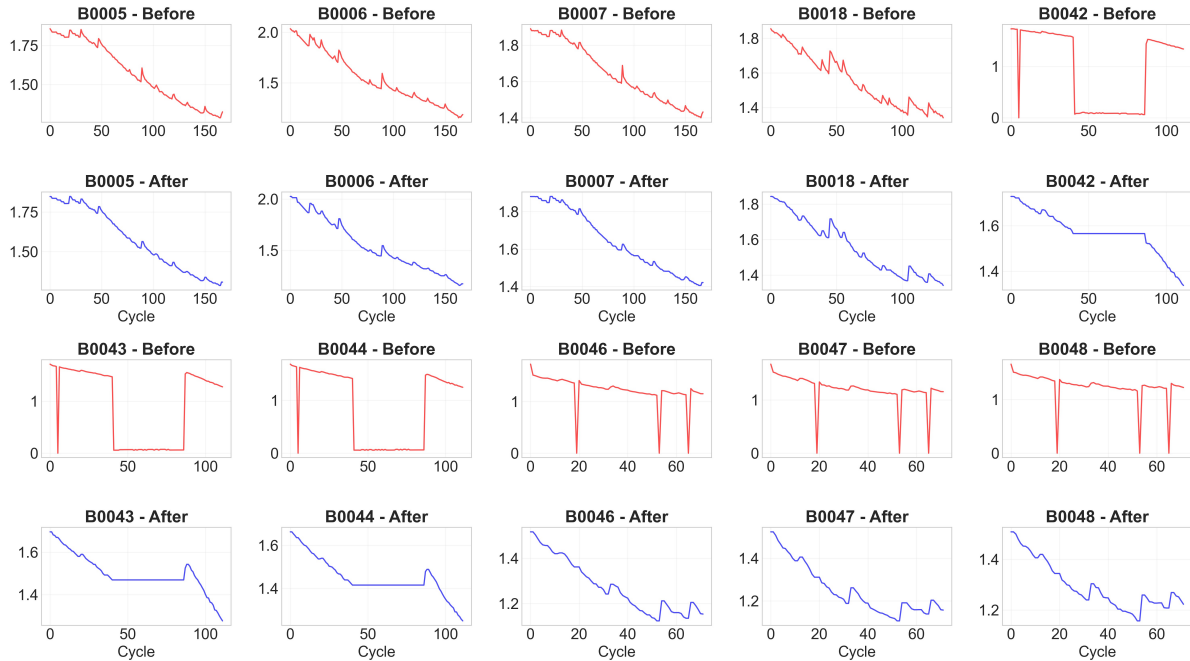 B0005 - Before B0006 - Before B0007 - Before B0018 - Before B0042 - Before
1.75 1.50 2.0 1.5 1.8 1.6 1.4 1.8 1.6 1.4 1 0
0 50 100 150 0 50 100 150 0 50 100 150 0 50 100 0 50 100
B0005 - After B0006 - After B0007 - After B0018 - After B0042 - After
1.75 1.50 2.0 1.5 1.8 1.6 1.4 1.8 1.6 1.4 1.6 1.4
0 50 100 150 0 50 100 150 0 50 100 150 0 50 100 0 50 100
Cycle Cycle Cycle Cycle Cycle
B0043 - Before B0044 - Before B0046 - Before B0047 - Before B0048 - Before
1 0 1 0 1 0 1 0 1 0
0 50 100 0 50 100 0 20 40 60 0 20 40 60 0 20 40 60
B0043 - After B0044 - After B0046 - After B0047 - After B0048 - After
1.6 1.4 1.6 1.4 1.4 1.2 1.4 1.2 1.4 1.2
0 50 100 0 50 100 0 20 40 60 0 20 40 60 0 20 40 60
Cycle Cycle Cycle Cycle Cycle